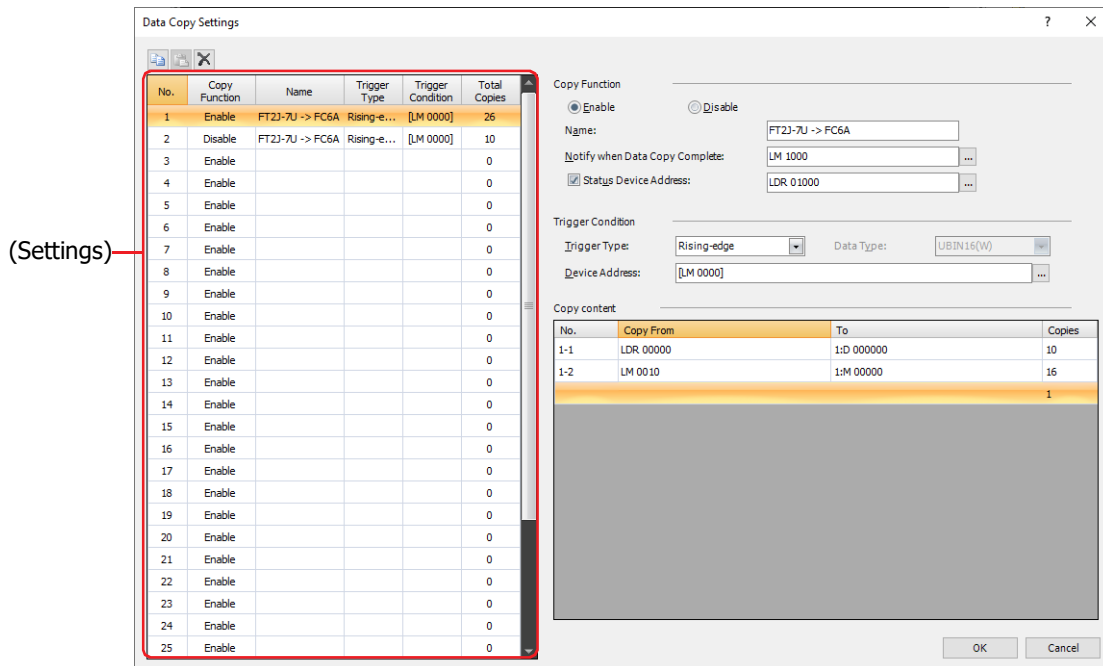 Data Copy Settings ? ×
(Settings)
No. Copy Function Name Trigger Type Trigger Condition Total Copies
1 Enable FT2J-7U -> FC6A Rising-e... [LM 0000] 26
2 Disable FT2J-7U -> FC6A Rising-e... [LM 0000] 10
3 Enable 0
4 Enable 0
5 Enable 0
6 Enable 0
7 Enable 0
8 Enable 0
9 Enable 0
10 Enable 0
11 Enable 0
12 Enable 0
13 Enable 0
14 Enable 0
15 Enable 0
16 Enable 0
17 Enable 0
18 Enable 0
19 Enable 0
20 Enable 0
21 Enable 0
22 Enable 0
23 Enable 0
24 Enable 0
25 Enable 0
Copy Function
Enable Disable
Name: FT2J-7U -> FC6A
Notify when Data Copy Complete: LM 1000 ...
Status Device Address: LDR 01000 ...
Trigger Condition
Trigger Type: Rising-edge Data Type: UBIN16(W)
Device Address: [LM 0000] ...
Copy content
No. Copy From To Copies
1-1 LDR 00000 1:D 000000 10
1-2 LM 0010 1:M 00000 16
1
OK Cancel